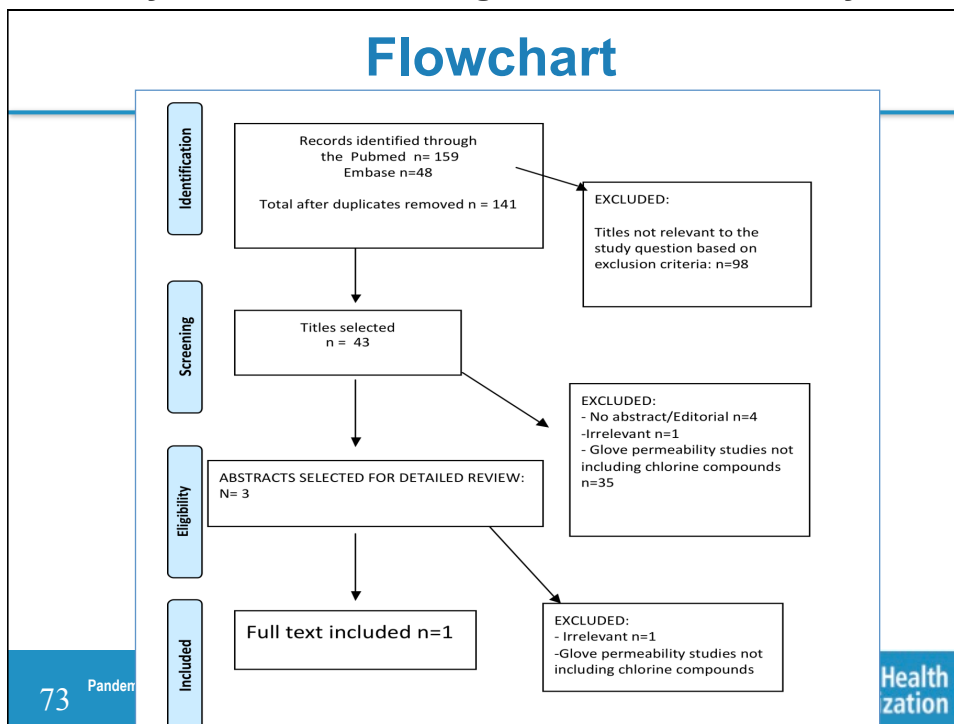 Flowchart
Identification
Records identified through
the Pubmed n= 159
Embase n=48
Total after duplicates removed n = 141
EXCLUDED:
Titles not relevant to the
study question based on
exclusion criteria: n=98
Screening
Titles selected
n = 43
EXCLUDED:
- No abstract/Editorial n=4
-Irrelevant n=1
- Glove permeability studies not
including chlorine compounds
n=35
Eligibility
ABSTRACTS SELECTED FOR DETAILED REVIEW:
N= 3
Included
Full text included n=1
EXCLUDED:
- Irrelevant n=1
-Glove permeability studies not
including chlorine compounds
73
Pandem
Health
zation